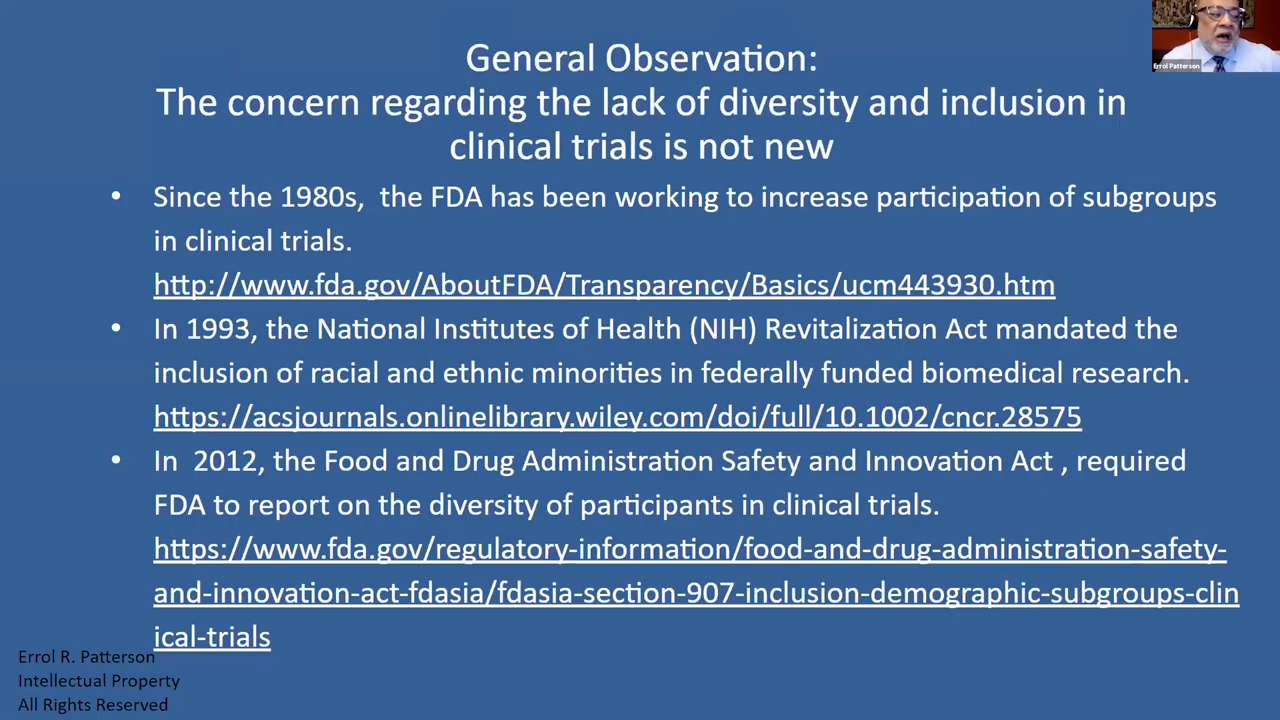 General Observation:
The concern regarding the lack of diversity and inclusion in
clinical trials is not new
Errol Patterson
• Since the 1980s,  the FDA has been working to increase participation of subgroups
in clinical trials.
http://www.fda.gov/AboutFDA/Transparency/Basics/ucm443930.htm
• In 1993, the National Institutes of Health (NIH) Revitalization Act mandated the
inclusion of racial and ethnic minorities in federally funded biomedical research.
https://acsjournals.onlinelibrary.wiley.com/doi/full/10.1002/cncr.28575
• In  2012, the Food and Drug Administration Safety and Innovation Act , required
FDA to report on the diversity of participants in clinical trials.
https://www.fda.gov/regulatory-information/food-and-drug-administration-safety-
and-innovation-act-fdasia/fdasia-section-907-inclusion-demographic-subgroups-clin
ical-trials
Errol R. Patterson
Intellectual Property
All Rights Reserved